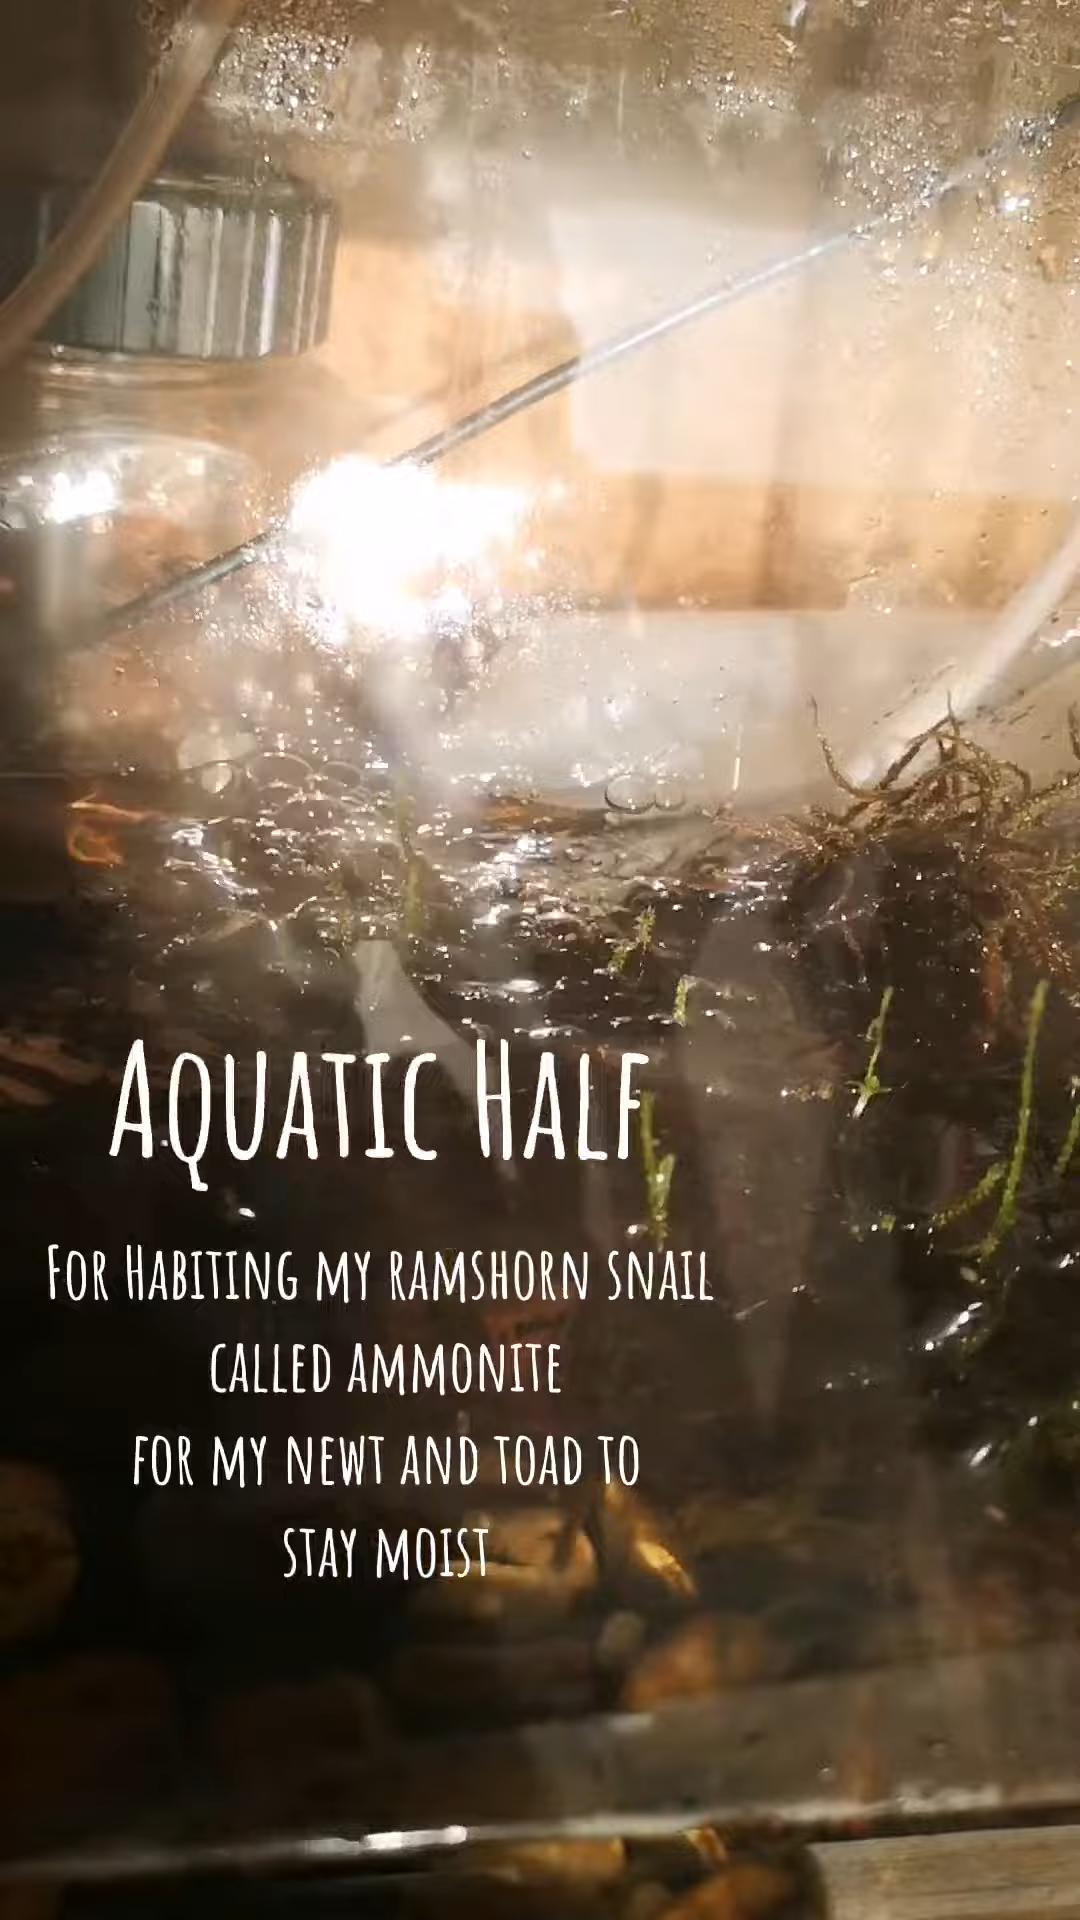 Aquatic Half
For Habiting my ramshorn snail
called ammonite
for my newt and toad to
stay moist